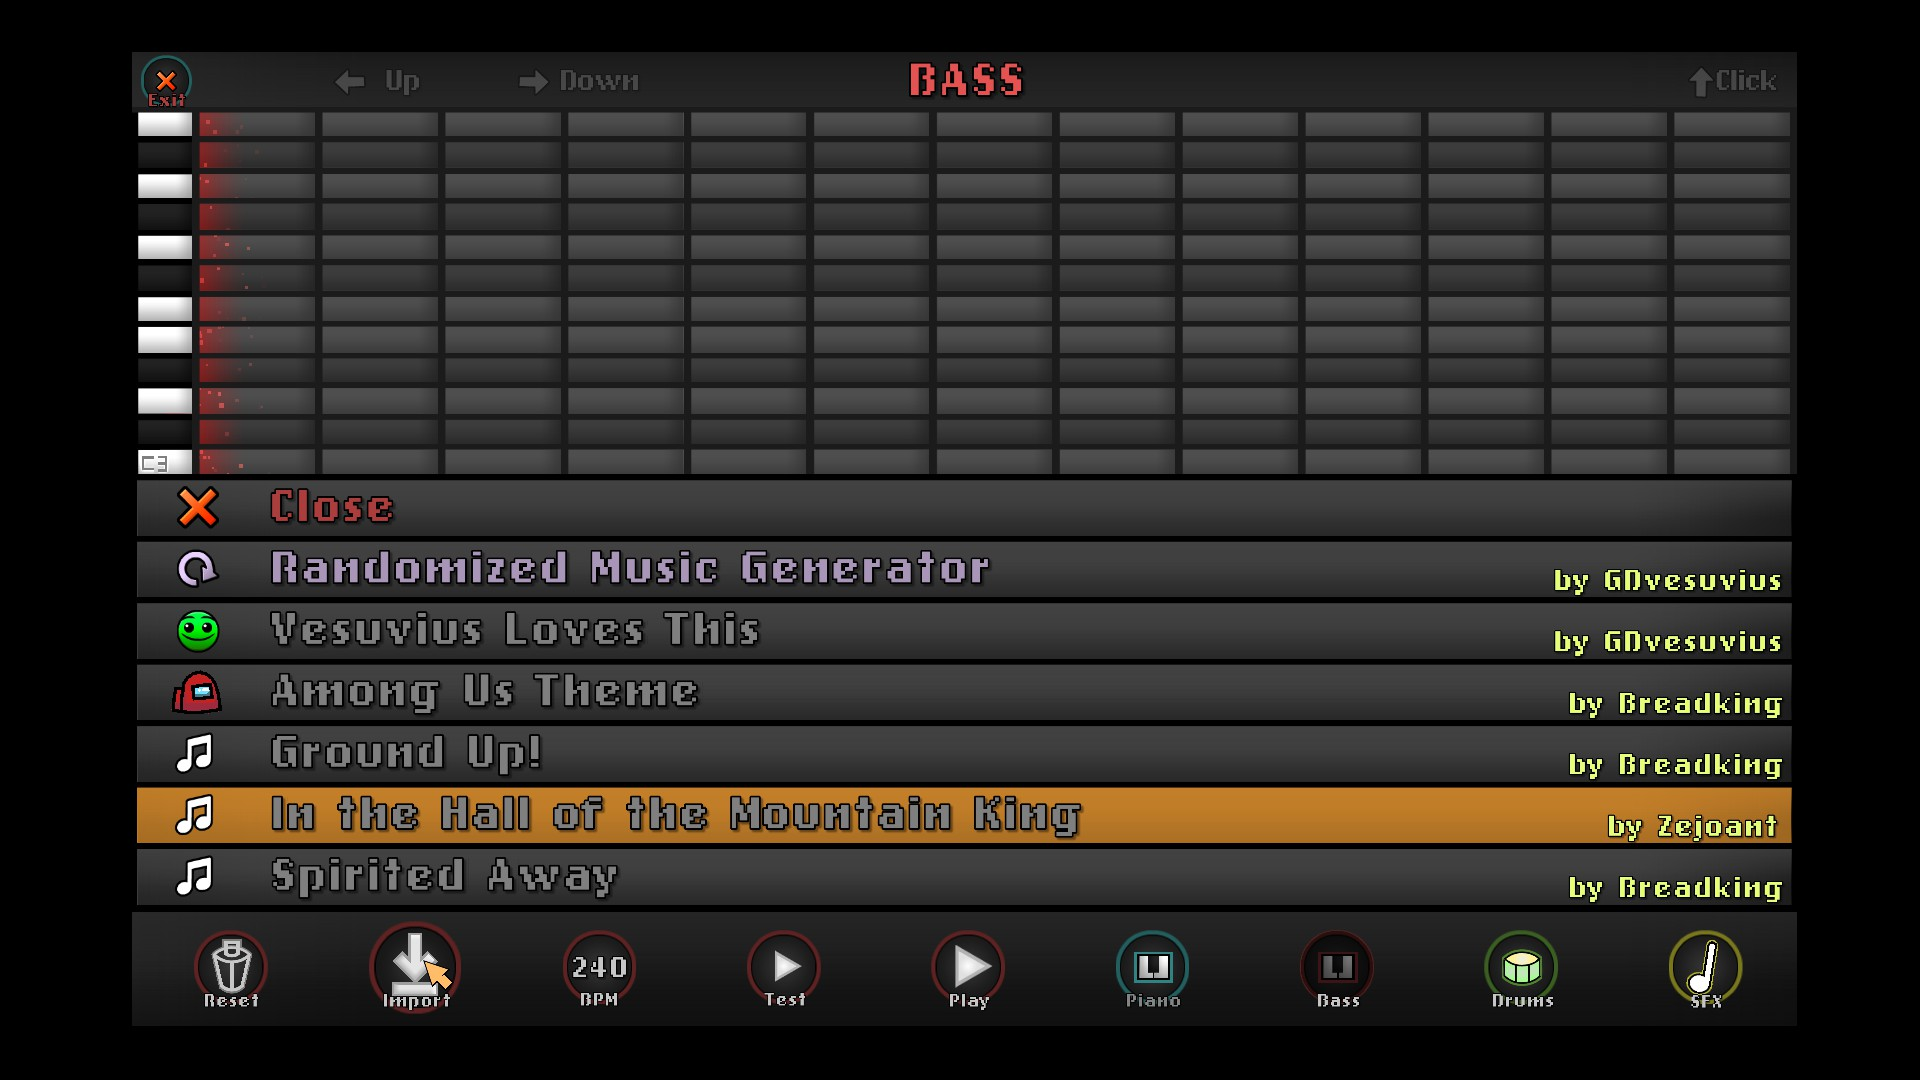 Exit
Up
Down
BASS
Click
C3
Close
Randomized Music Generator
by GDvesuvius
Vesuvius Loves This
by GDvesuvius
Among Us Theme
by Breadking
Ground Up!
by Breadking
In the Hall of the Mountain King
by Zejoant
Spirited Away
by Breadking
Reset
Import
240
BPM
Test
Play
Piano
Bass
Drums
SFX